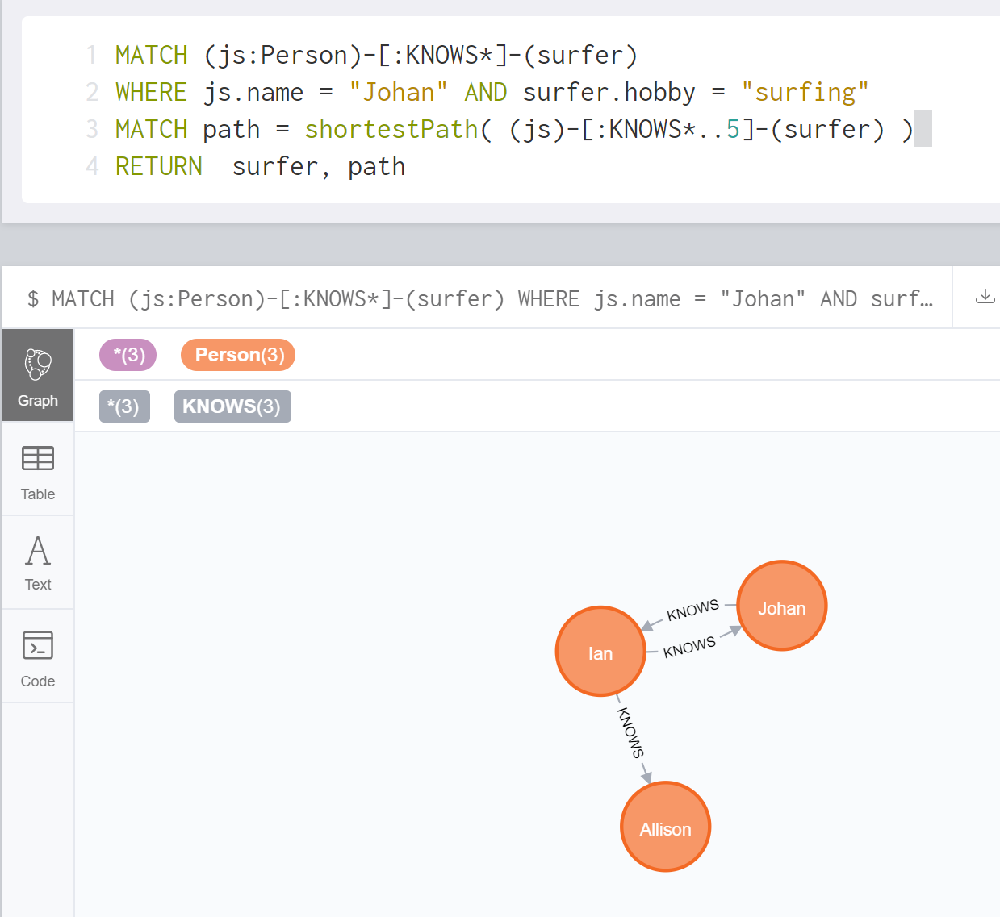 1 MATCH (js:Person)-[:KNOWS*]-(surfer)
2 WHERE js.name = "Johan" AND surfer.hobby = "surfing"
3 MATCH path = shortestPath( (js)-[:KNOWS*..5]-(surfer) )
4 RETURN  surfer, path
$ MATCH (js:Person)-[:KNOWS*]-(surfer) WHERE js.name = "Johan" AND surf…
*(3) Person(3)
*(3) KNOWS(3)
Graph
Table
Text
Code
Johan
KNOWS
KNOWS
Ian
KNOWS
Allison